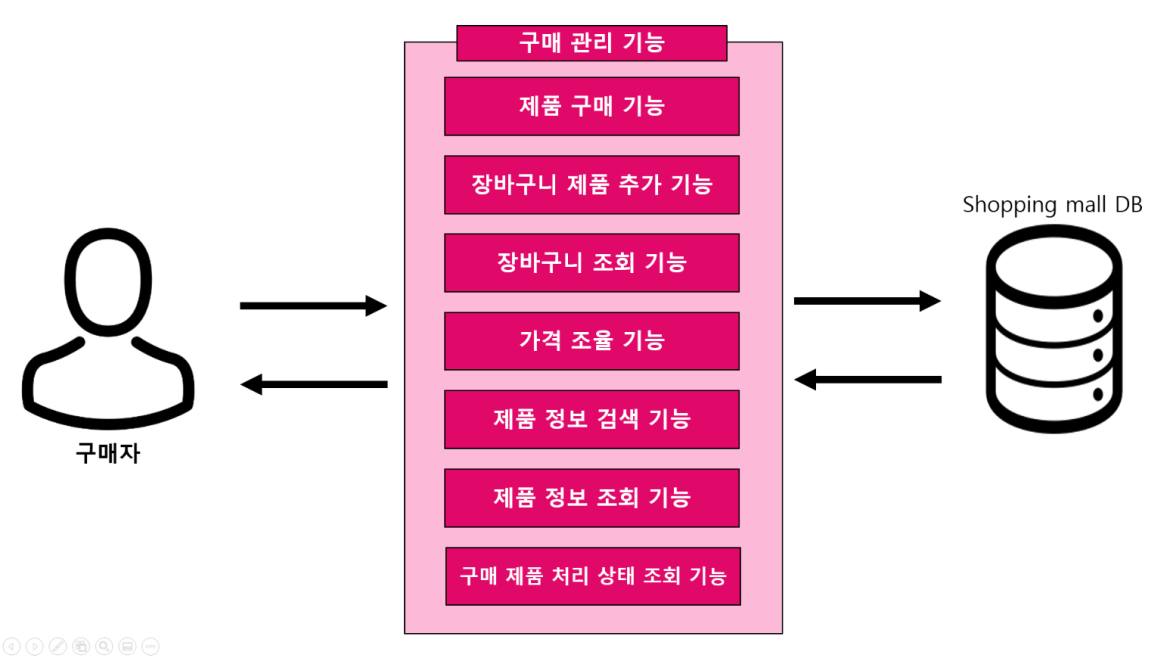 구매 관리 기능
제품 구매 기능
장바구니 제품 추가 기능
장바구니 조회 기능
가격 조율 기능
제품 정보 검색 기능
제품 정보 조회 기능
구매 제품 처리 상태 조회 기능
구매자
Shopping mall DB